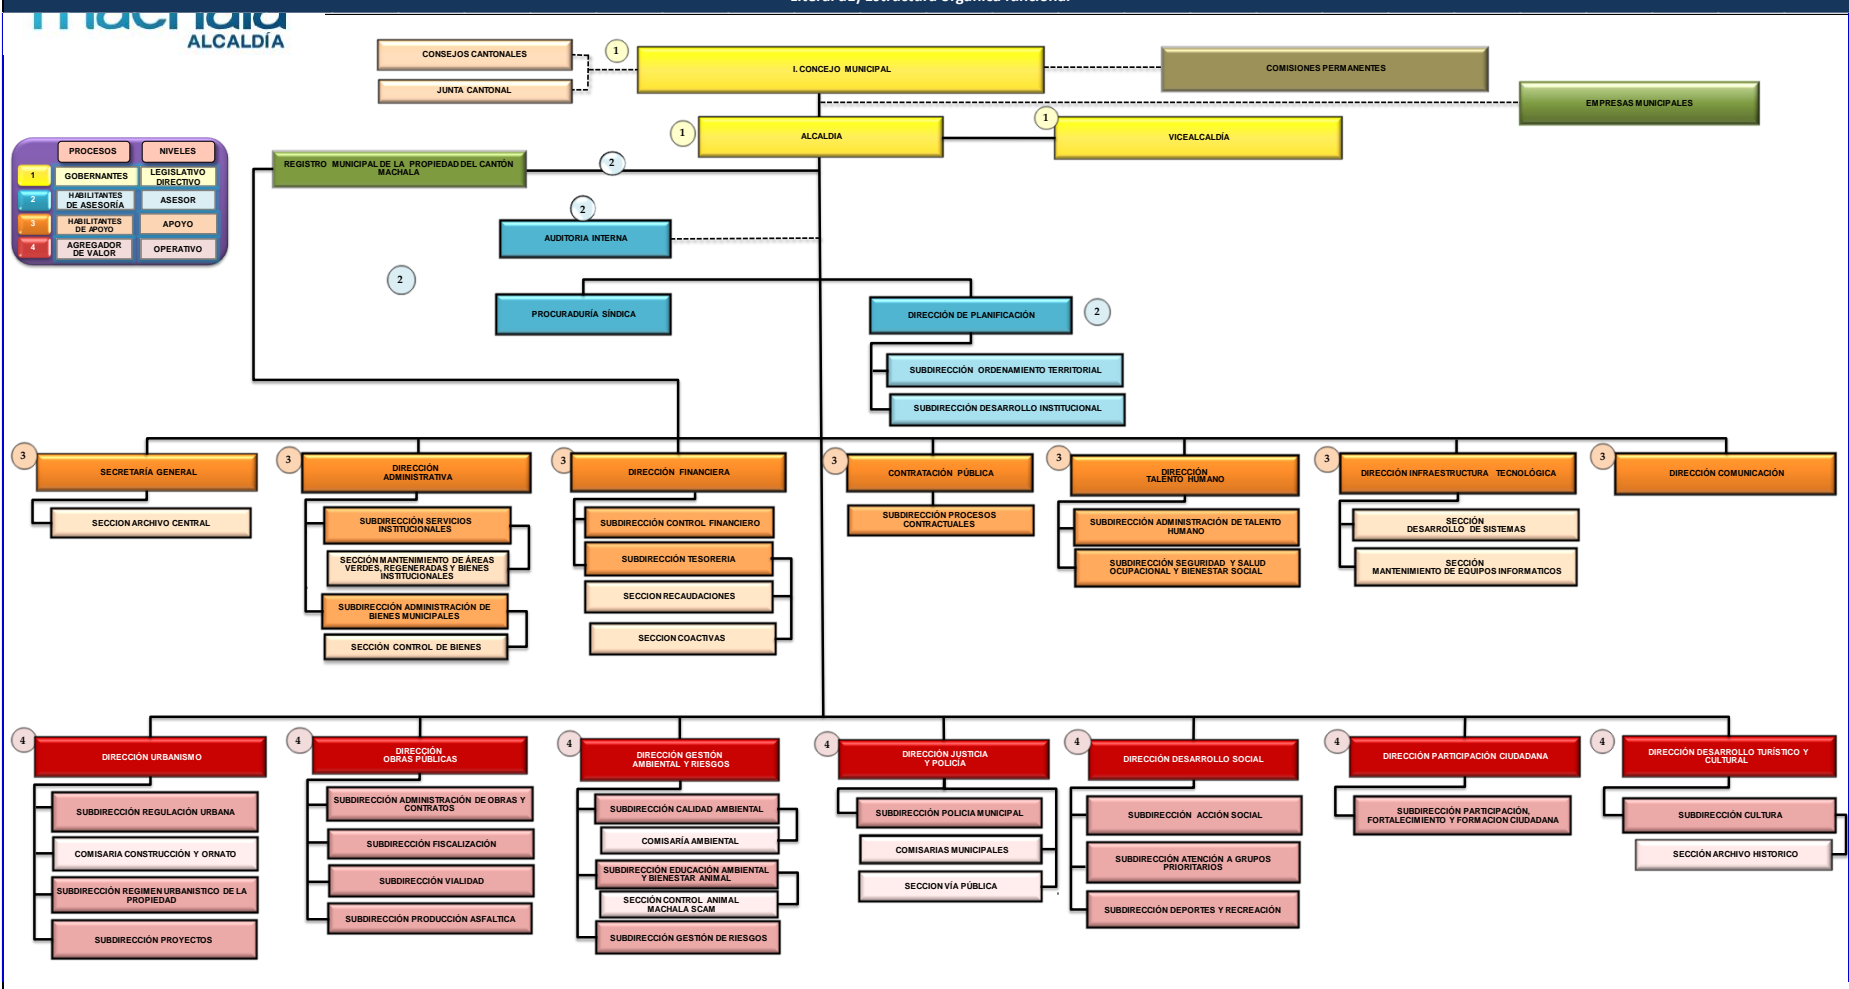 Literal a1) Estructura orgánica funcional
machala
ALCALDÍA
CONSEJOS CANTONALES
JUNTA CANTONAL
1
I. CONCEJO MUNICIPAL
COMISIONES PERMANENTES
EMPRESAS MUNICIPALES
1
ALCALDIA
1
VICEALCALDÍA
PROCESOS
NIVELES
1
GOBERNANTES
LEGISLATIVO
DIRECTIVO
2
HABILITANTES
DE ASESORÍA
ASESOR
3
HABILITANTES
DE APOYO
APOYO
4
AGREGADOR
DE VALOR
OPERATIVO
REGISTRO MUNICIPAL DE LA PROPIEDAD DEL CANTÓN
MACHALA
2
2
AUDITORIA INTERNA
2
PROCURADURÍA SÍNDICA
DIRECCIÓN DE PLANIFICACIÓN
2
SUBDIRECCIÓN ORDENAMIENTO TERRITORIAL
SUBDIRECCIÓN DESARROLLO INSTITUCIONAL
3
SECRETARÍA GENERAL
SECCION ARCHIVO CENTRAL
3
DIRECCIÓN
ADMINISTRATIVA
SUBDIRECCIÓN SERVICIOS
INSTITUCIONALES
SECCIÓN MANTENIMIENTO DE ÁREAS
VERDES, REGENERADAS Y BIENES
INSTITUCIONALES
SUBDIRECCIÓN ADMINISTRACIÓN DE
BIENES MUNICIPALES
SECCIÓN CONTROL DE BIENES
3
DIRECCIÓN FINANCIERA
SUBDIRECCIÓN CONTROL FINANCIERO
SUBDIRECCIÓN TESORERIA
SECCION RECAUDACIONES
SECCION COACTIVAS
3
CONTRATACIÓN PÚBLICA
SUBDIRECCIÓN PROCESOS
CONTRACTUALES
3
DIRECCIÓN
TALENTO HUMANO
SUBDIRECCIÓN ADMINISTRACIÓN DE TALENTO
HUMANO
SUBDIRECCIÓN SEGURIDAD Y SALUD
OCUPACIONAL Y BIENESTAR SOCIAL
3
DIRECCIÓN INFRAESTRUCTURA TECNOLÓGICA
SECCIÓN
DESARROLLO DE SISTEMAS
SECCIÓN
MANTENIMIENTO DE EQUIPOS INFORMATICOS
3
DIRECCIÓN COMUNICACIÓN
4
DIRECCIÓN URBANISMO
SUBDIRECCIÓN REGULACIÓN URBANA
COMISARIA CONSTRUCCIÓN Y ORNATO
SUBDIRECCIÓN REGIMEN URBANISTICO DE LA
PROPIEDAD
SUBDIRECCIÓN PROYECTOS
4
DIRECCIÓN
OBRAS PÚBLICAS
SUBDIRECCIÓN ADMINISTRACIÓN DE OBRAS Y
CONTRATOS
SUBDIRECCIÓN FISCALIZACIÓN
SUBDIRECCIÓN VIALIDAD
SUBDIRECCIÓN PRODUCCIÓN ASFALTICA
4
DIRECCIÓN GESTIÓN
AMBIENTAL Y RIESGOS
SUBDIRECCIÓN CALIDAD AMBIENTAL
COMISARÍA AMBIENTAL
SUBDIRECCIÓN EDUCACIÓN AMBIENTAL
Y BIENESTAR ANIMAL
SECCIÓN CONTROL ANIMAL
MACHALA SCAM
SUBDIRECCIÓN GESTIÓN DE RIESGOS
4
DIRECCIÓN JUSTICIA
Y POLICÍA
SUBDIRECCIÓN POLICIA MUNICIPAL
COMISARIAS MUNICIPALES
SECCION VÍA PÚBLICA
4
DIRECCIÓN DESARROLLO SOCIAL
SUBDIRECCIÓN ACCIÓN SOCIAL
SUBDIRECCIÓN ATENCIÓN A GRUPOS
PRIORITARIOS
SUBDIRECCIÓN DEPORTES Y RECREACIÓN
4
DIRECCIÓN PARTICIPACIÓN CIUDADANA
SUBDIRECCIÓN PARTICIPACIÓN,
FORTALECIMIENTO Y FORMACION CIUDADANA
4
DIRECCIÓN DESARROLLO TURÍSTICO Y
CULTURAL
SUBDIRECCIÓN CULTURA
SECCIÓN ARCHIVO HISTORICO